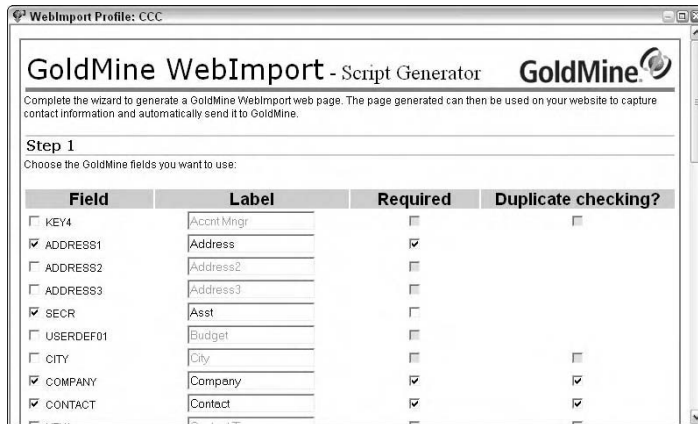 WebImport Profile: CCC
GoldMine WebImport - Script Generator GoldMine
Complete the wizard to generate a GoldMine WebImport web page. The page generated can then be used on your website to capture
contact information and automatically send it to GoldMine.
Step 1
Choose the GoldMine fields you want to use:
Field Label Required Duplicate checking?
KEY4 Accnt Mngr
ADDRESS1 Address
ADDRESS2 Address2
ADDRESS3 Address3
SECR Asst
USERDEF01 Budget
CITY City
COMPANY Company
CONTACT Contact